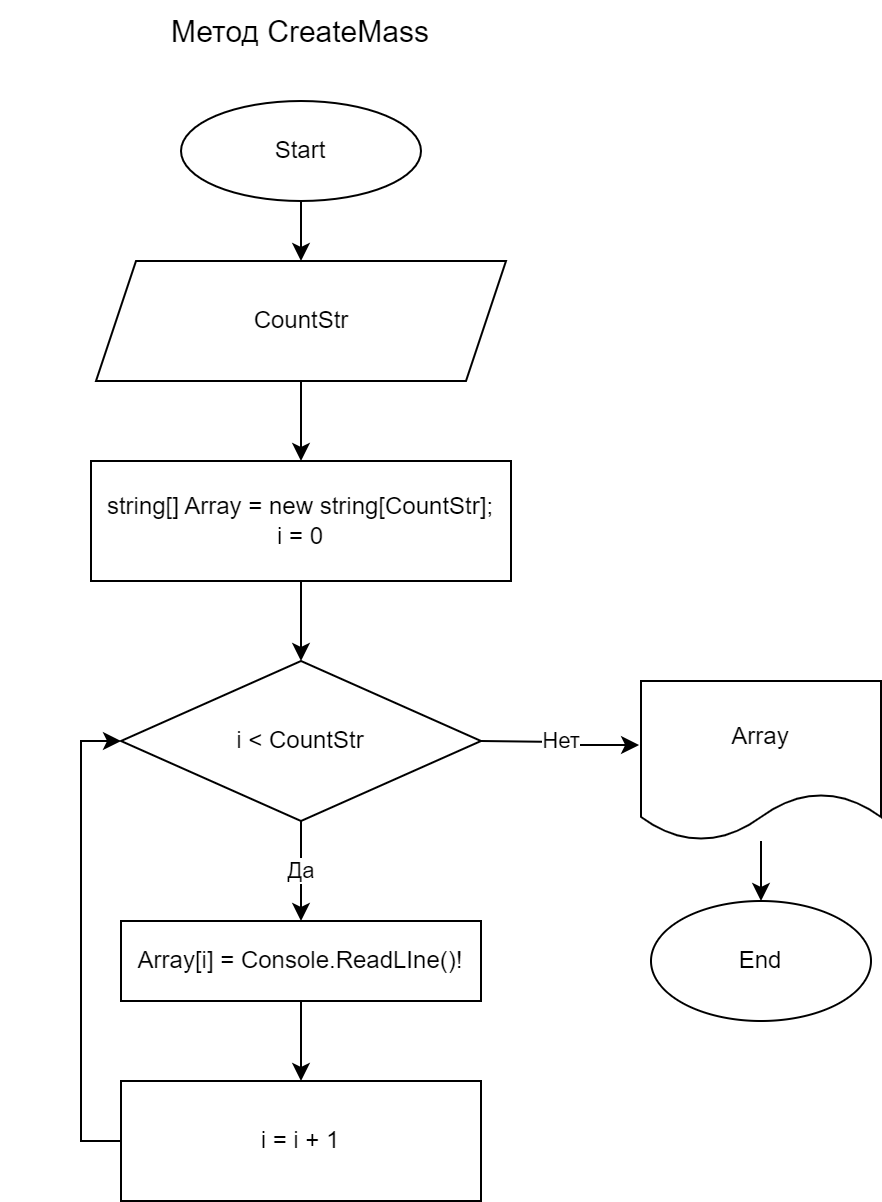 Метод CreateMass
Start
CountStr
string[] Array = new string[CountStr];
i = 0
i < CountStr
Нет
Array
Да
Array[i] = Console.ReadLIne()!
End
i = i + 1